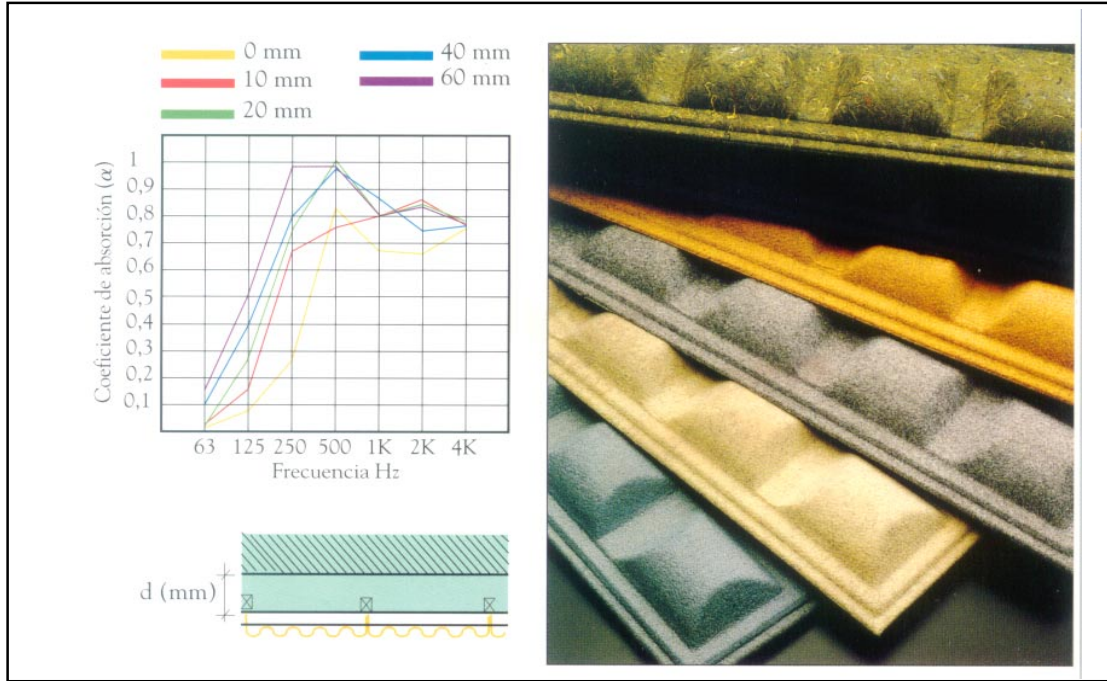 0 mm
10 mm
20 mm
40 mm
60 mm
Coeficiente de absorción (α)
1
0,9
0,8
0,7
0,6
0,5
0,4
0,3
0,2
0,1
63 125 250 500 1K 2K 4K
Frecuencia Hz
d (mm)